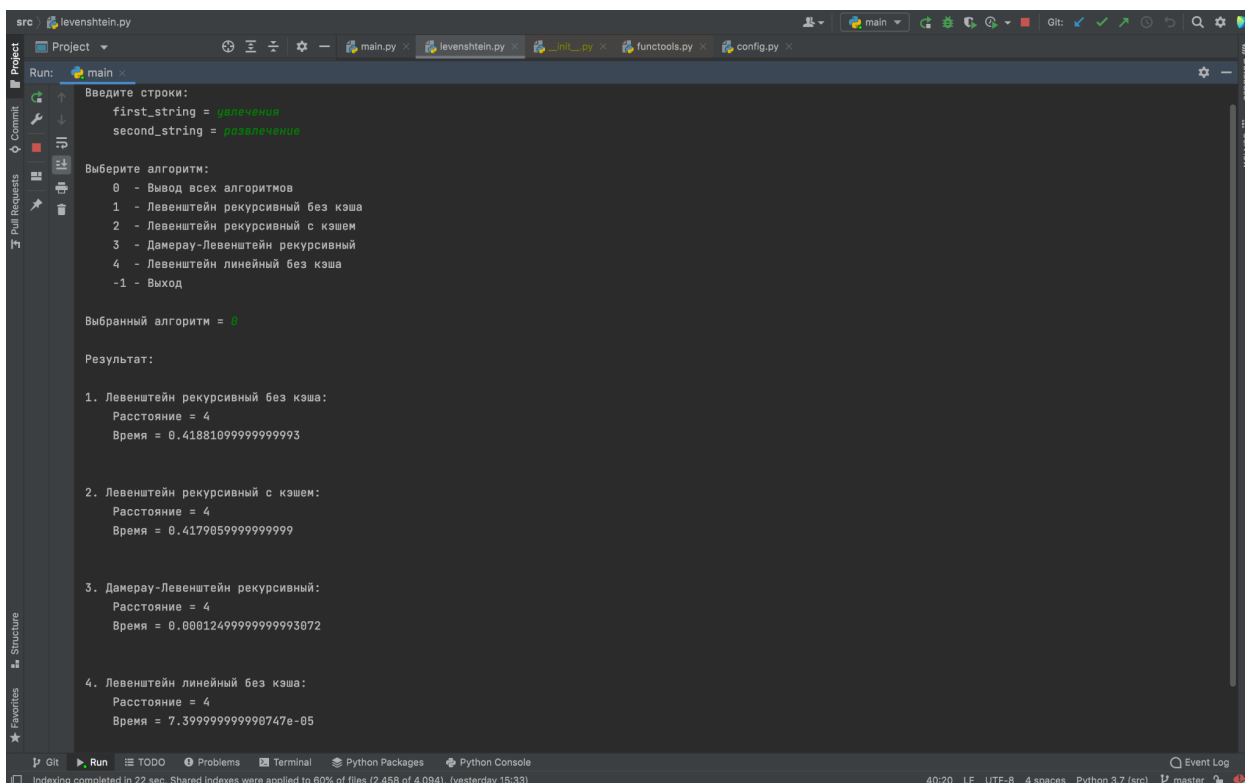 src levenshtein.py
main Git:
Project main.py levenshtein.py __init__.py functools.py config.py
Run: main
Введите строки:
first_string = увлечения
second_string = развлечение
Выберите алгоритм:
0 - Вывод всех алгоритмов
1 - Левенштейн рекурсивный без кэша
2 - Левенштейн рекурсивный с кэшем
3 - Дамерау-Левенштейн рекурсивный
4 - Левенштейн линейный без кэша
-1 - Выход
Выбранный алгоритм = 0
Результат:
1. Левенштейн рекурсивный без кэша:
Расстояние = 4
Время = 0.41881099999999993
2. Левенштейн рекурсивный с кэшем:
Расстояние = 4
Время = 0.4179059999999999
3. Дамерау-Левенштейн рекурсивный:
Расстояние = 4
Время = 0.00012499999999993072
4. Левенштейн линейный без кэша:
Расстояние = 4
Время = 7.399999999990747e-05
Project
Commit
Pull Requests
Structure
Favorites
Git Run TODO Problems Terminal Python Packages Python Console Event Log
Indexing completed in 22 sec. Shared indexes were applied to 60% of files (2,458 of 4,094). (yesterday 15:33) 40:20 LF UTF-8 4 spaces Python 3.7 (src) master